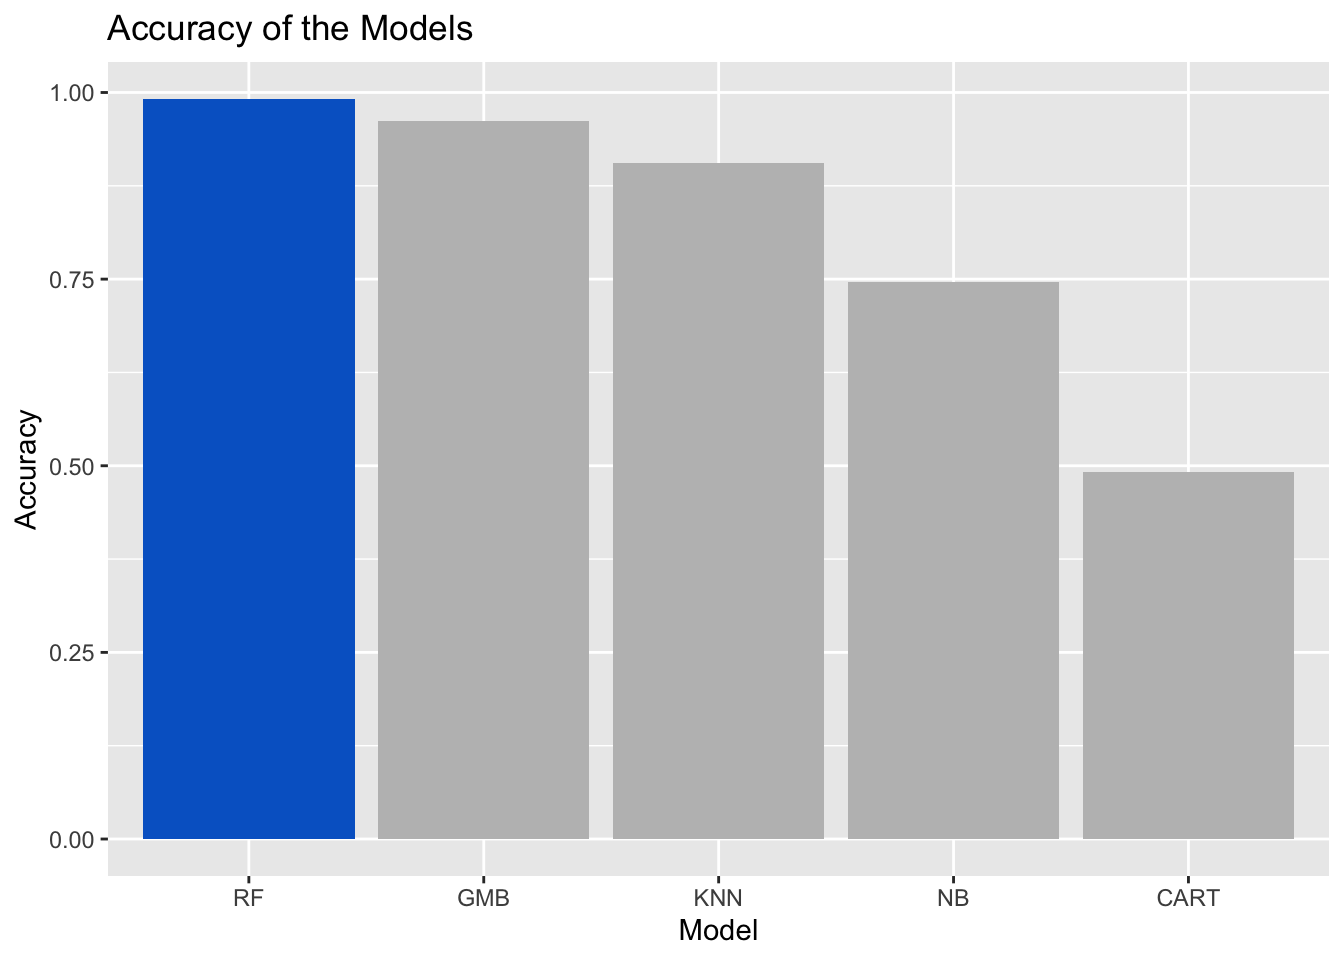 Accuracy of the Models
1.00
0.75
0.50
0.25
0.00
Accuracy
RF GMB KNN NB CART
Model